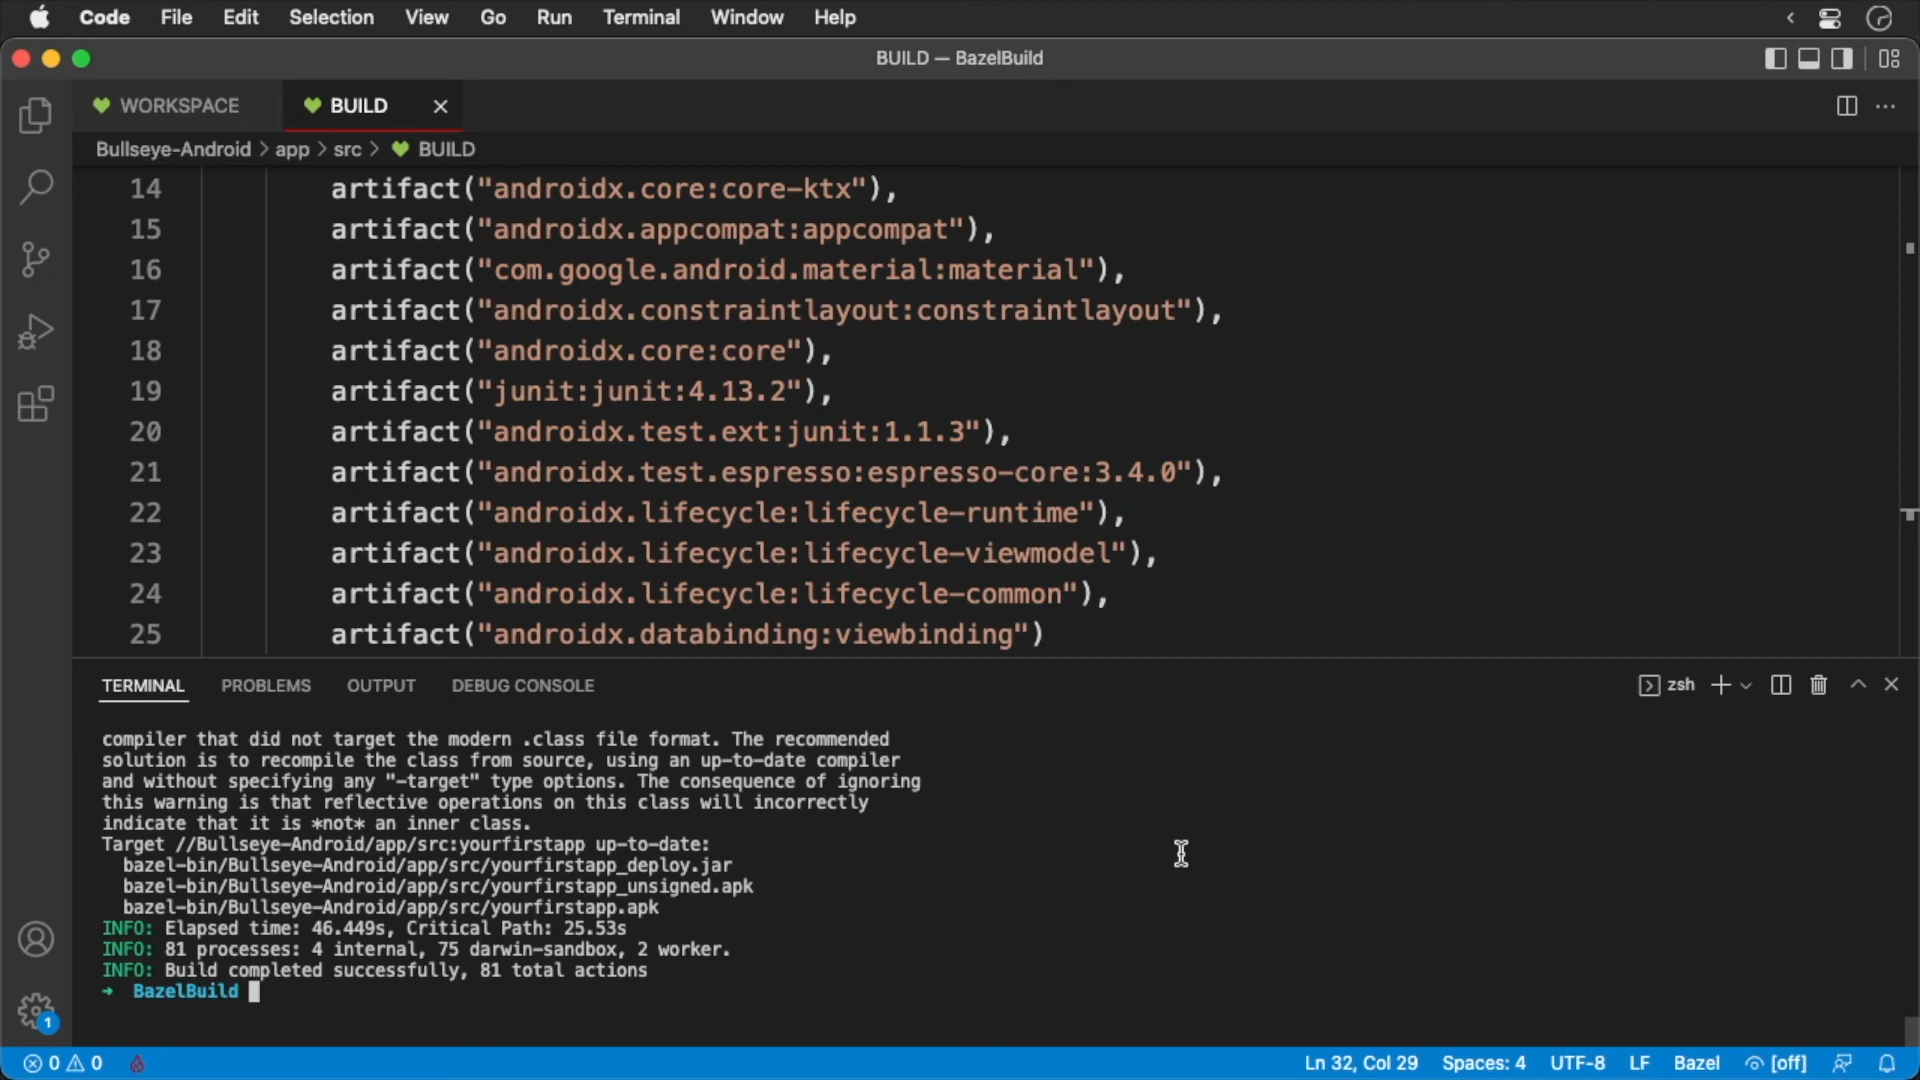 Code File Edit Selection View Go Run Terminal Window Help
BUILD — BazelBuild
WORKSPACE BUILD
Bullseye-Android > app > src > BUILD
14 artifact("androidx.core:core-ktx"),
15 artifact("androidx.appcompat:appcompat"),
16 artifact("com.google.android.material:material"),
17 artifact("androidx.constraintlayout:constraintlayout"),
18 artifact("androidx.core:core"),
19 artifact("junit:junit:4.13.2"),
20 artifact("androidx.test.ext:junit:1.1.3"),
21 artifact("androidx.test.espresso:espresso-core:3.4.0"),
22 artifact("androidx.lifecycle:lifecycle-runtime"),
23 artifact("androidx.lifecycle:lifecycle-viewmodel"),
24 artifact("androidx.lifecycle:lifecycle-common"),
25 artifact("androidx.databinding:viewbinding")
TERMINAL PROBLEMS OUTPUT DEBUG CONSOLE zsh
compiler that did not target the modern .class file format. The recommended
solution is to recompile the class from source, using an up-to-date compiler
and without specifying any "-target" type options. The consequence of ignoring
this warning is that reflective operations on this class will incorrectly
indicate that it is *not* an inner class.
Target //Bullseye-Android/app/src:yourfirstapp up-to-date:
bazel-bin/Bullseye-Android/app/src/yourfirstapp_deploy.jar
bazel-bin/Bullseye-Android/app/src/yourfirstapp_unsigned.apk
bazel-bin/Bullseye-Android/app/src/yourfirstapp.apk
INFO: Elapsed time: 46.449s, Critical Path: 25.53s
INFO: 81 processes: 4 internal, 75 darwin-sandbox, 2 worker.
INFO: Build completed successfully, 81 total actions
→ BazelBuild
1
0 0 Ln 32, Col 29 Spaces: 4 UTF-8 LF Bazel [off]